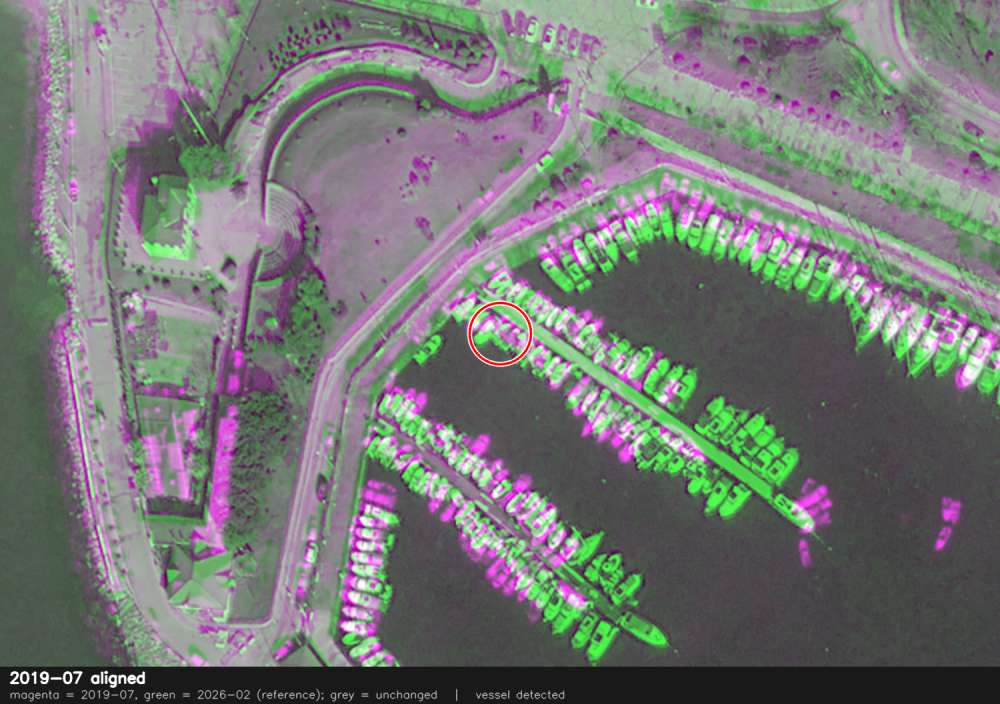 2019-07 aligned
magenta = 2019-07, green = 2026-02 (reference); grey = unchanged | vessel detected